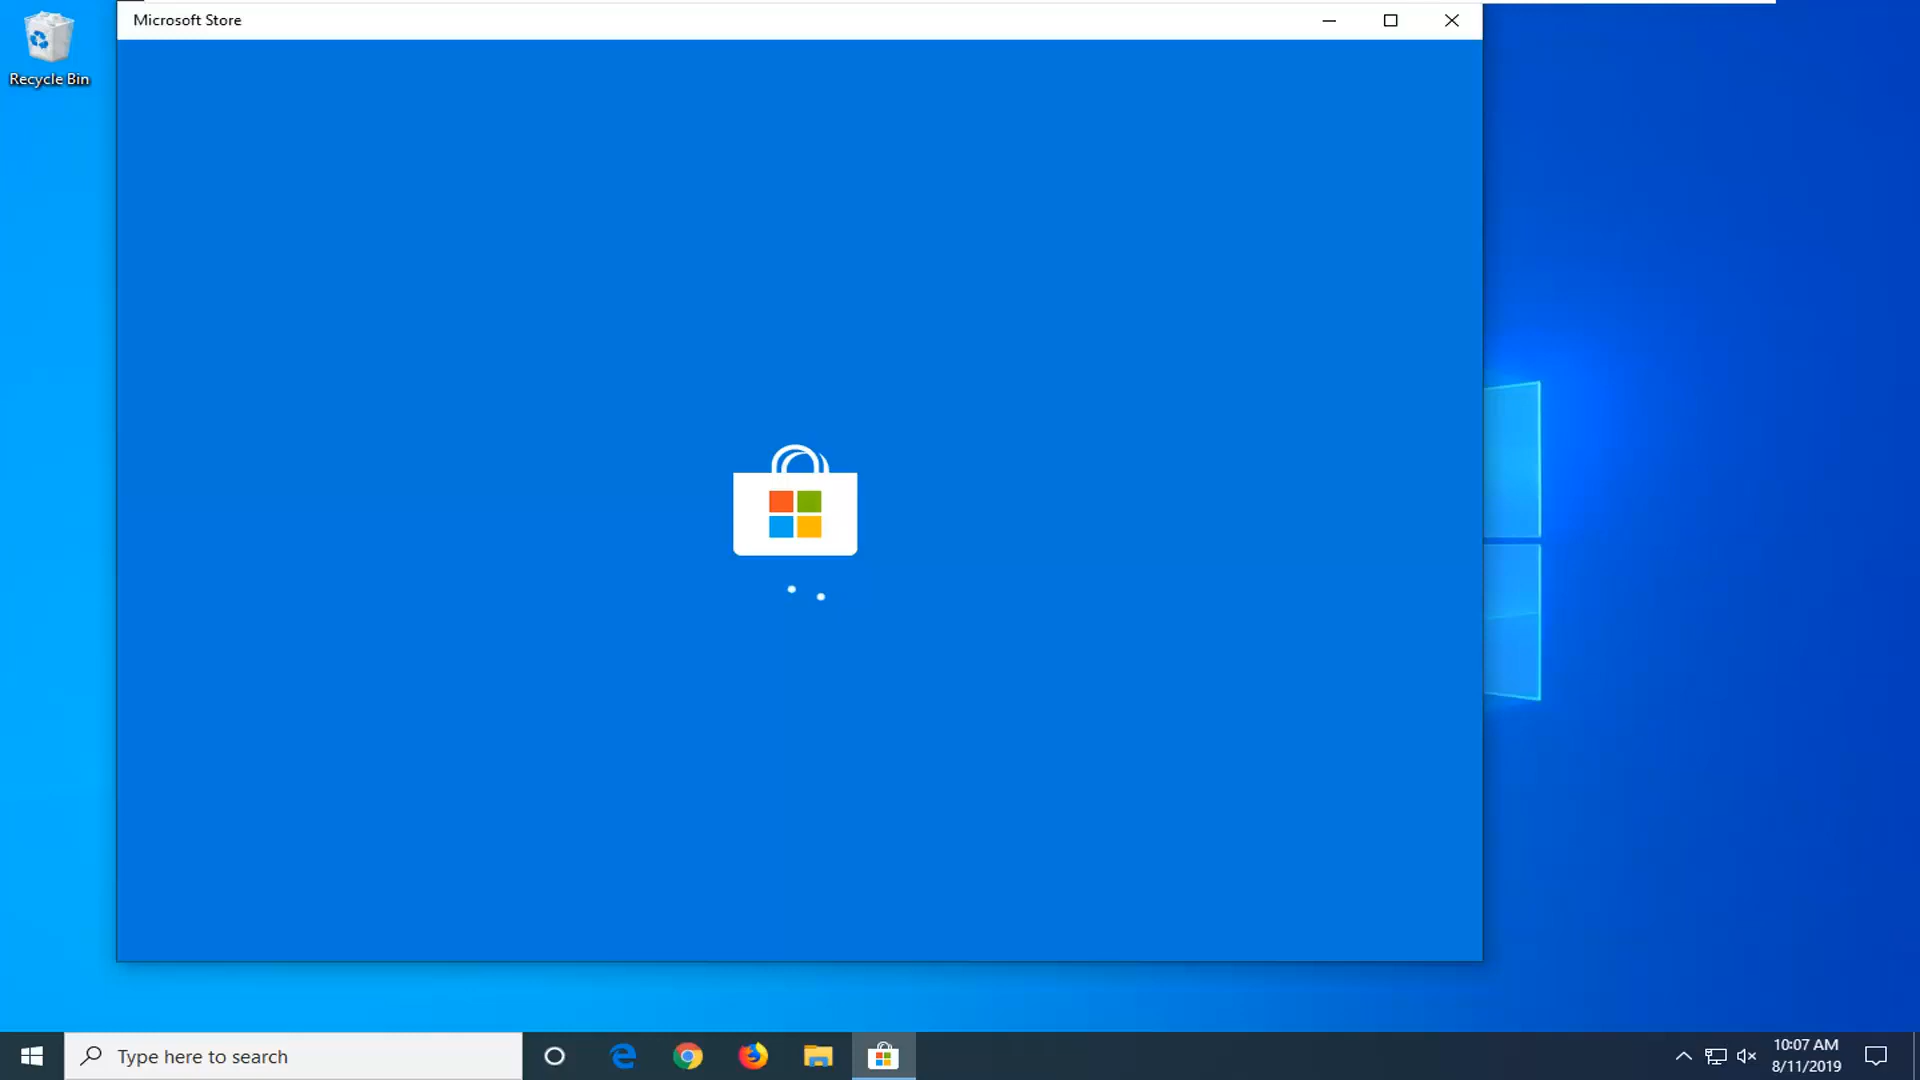 Microsoft Store
Recycle Bin
Type here to search
10:07 AM
8/11/2019